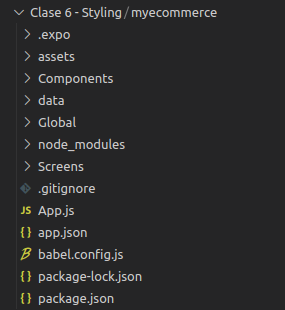 Clase 6 - Styling / myecommerce
.expo
assets
Components
data
Global
node_modules
Screens
.gitignore
JS App.js
{ } app.json
babel.config.js
{ } package-lock.json
{ } package.json